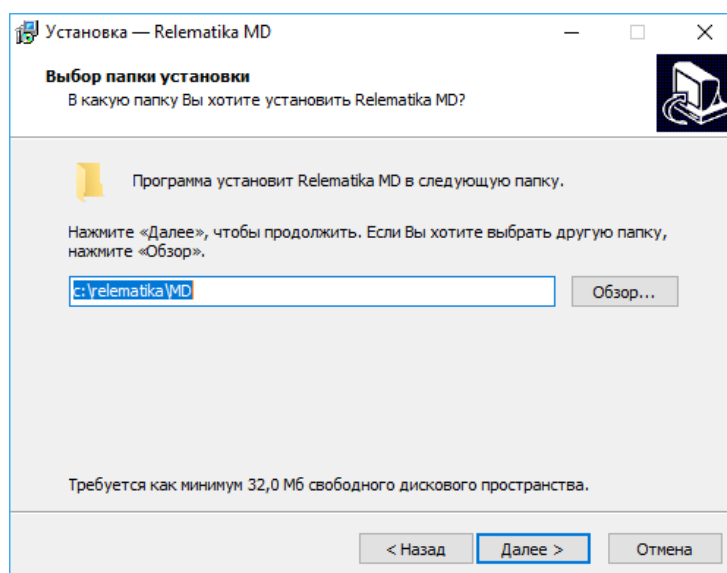 Установка — Relematika MD
Выбор папки установки
В какую папку Вы хотите установить Relematika MD?
Программа установит Relematika MD в следующую папку.
Нажмите «Далее», чтобы продолжить. Если Вы хотите выбрать другую папку,
нажмите «Обзор».
c:\relematika\MD
Обзор...
Требуется как минимум 32,0 Мб свободного дискового пространства.
< Назад
Далее >
Отмена